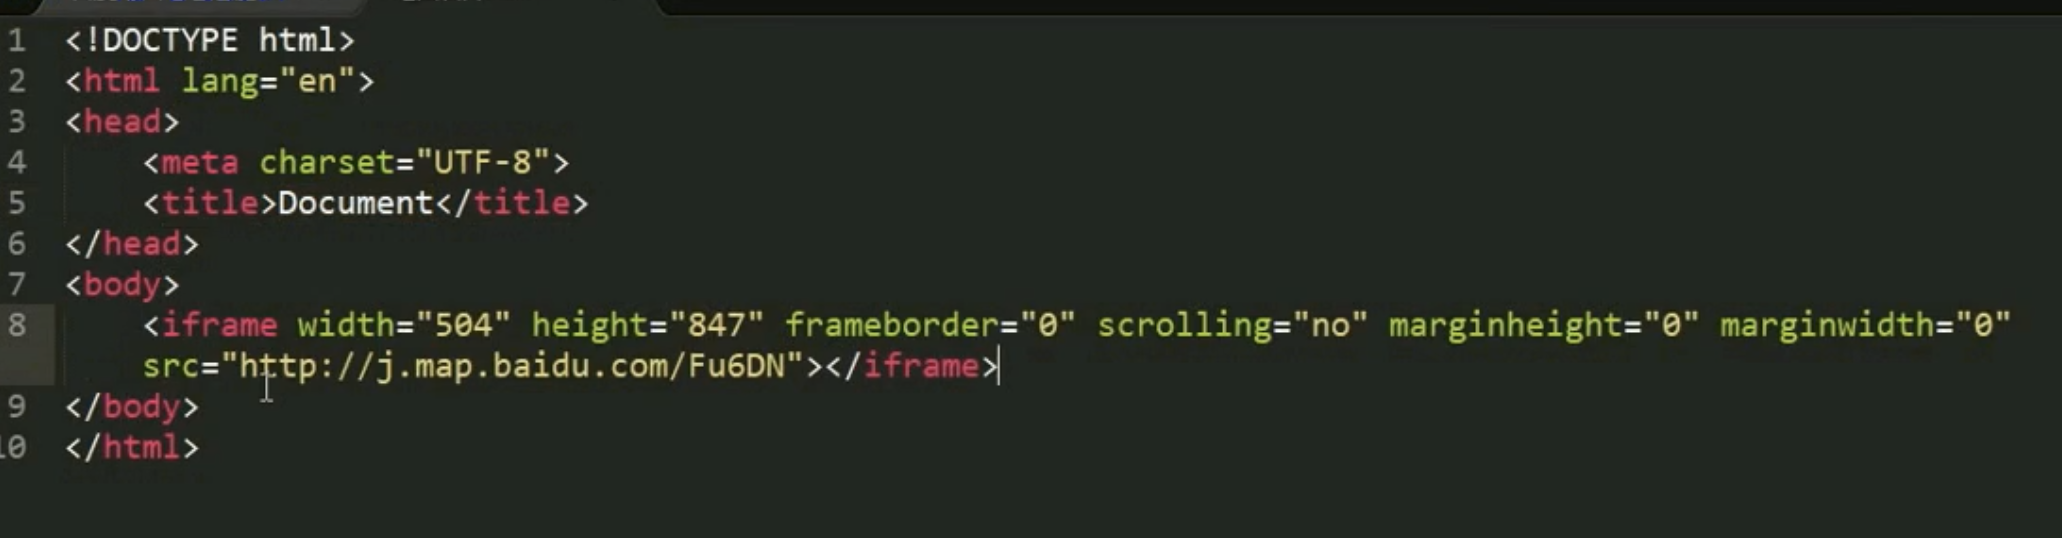 1 <!DOCTYPE html>
2 <html lang="en">
3 <head>
4 <meta charset="UTF-8">
5 <title>Document</title>
6 </head>
7 <body>
8 <iframe width="504" height="847" frameborder="0" scrolling="no" marginheight="0" marginwidth="0"
src="http://j.map.baidu.com/Fu6DN"></iframe>
9 </body>
10 </html>